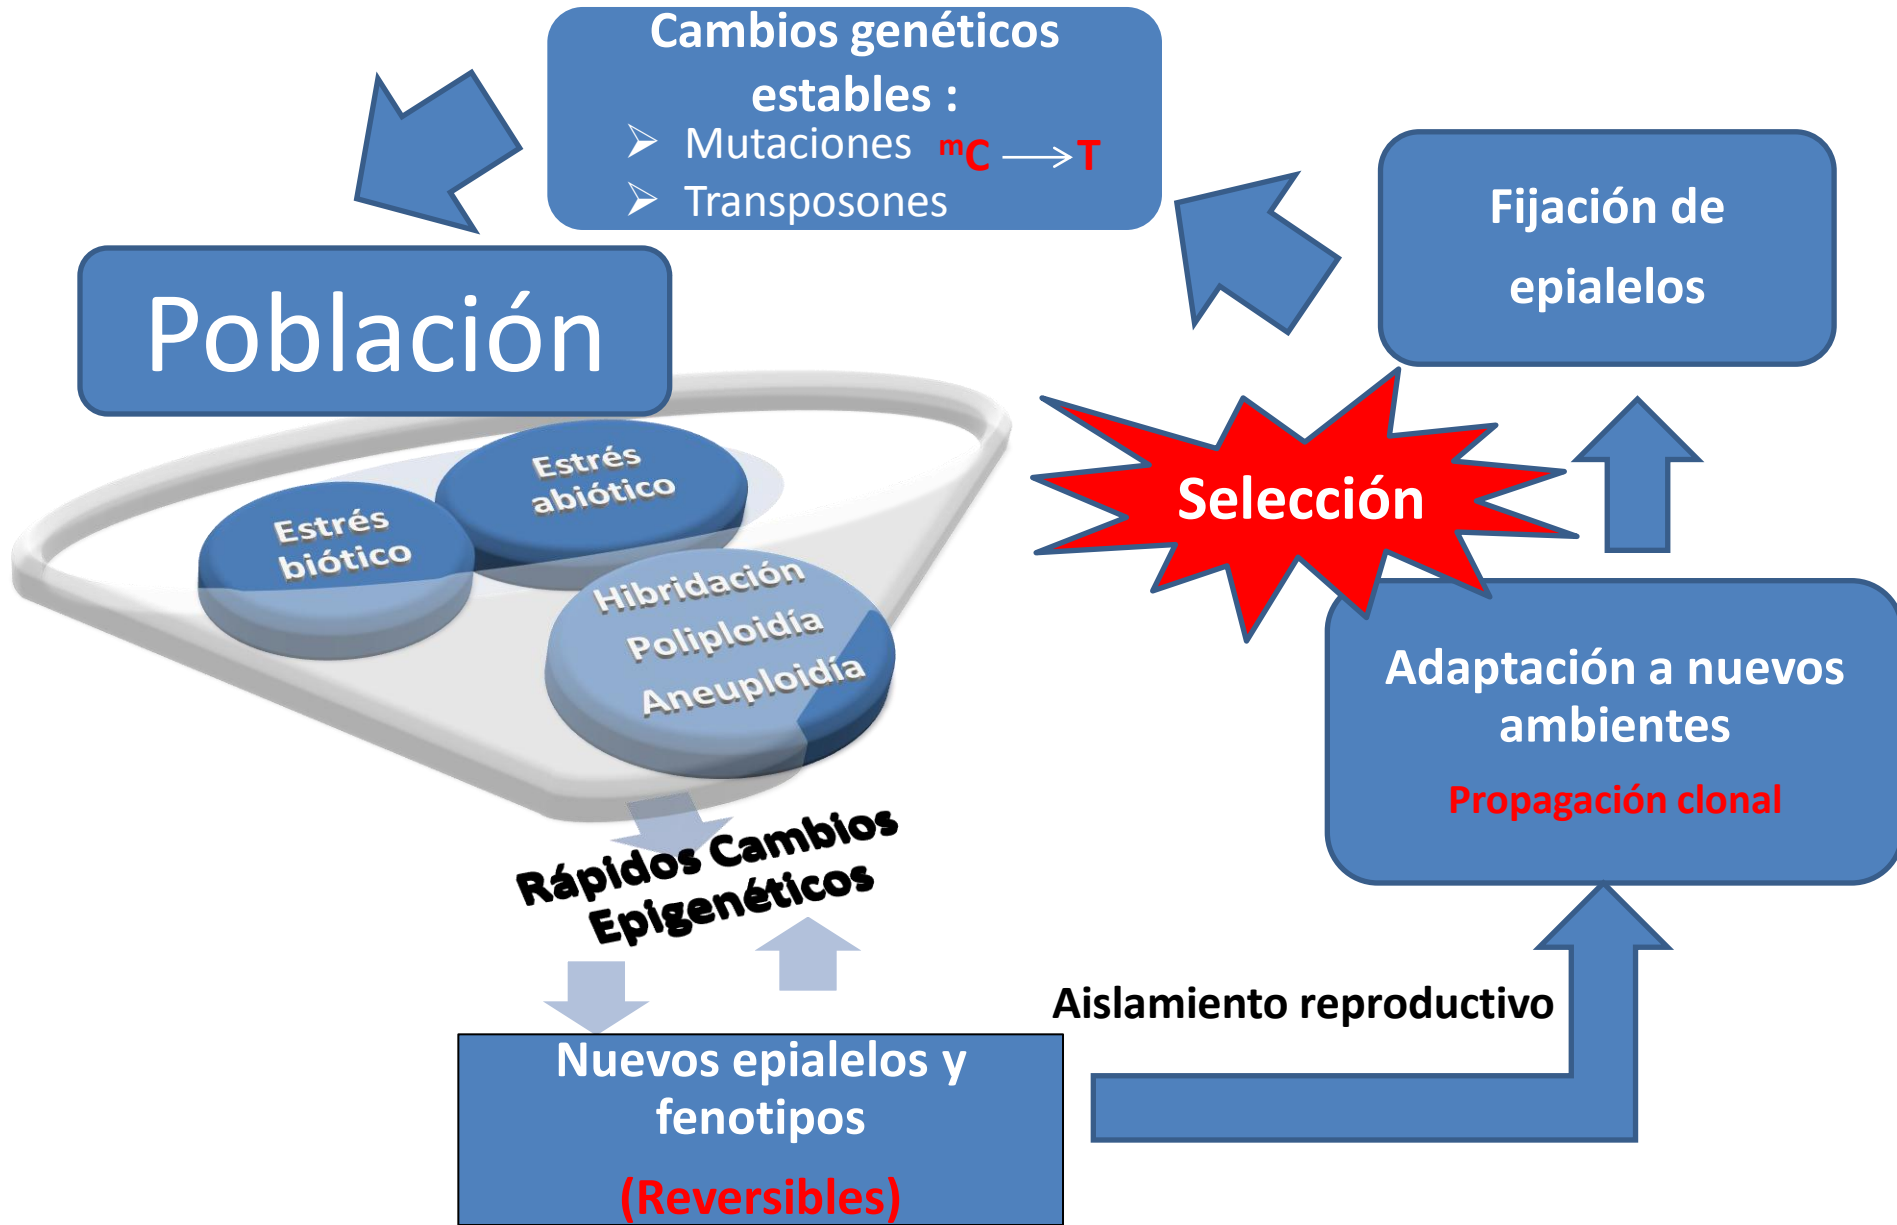 Cambios genéticos
estables :
➢ Mutaciones ᵐC ⟶ T
➢ Transposones
Fijación de
epialelos
Población
Estrés
abiótico
Estrés
biótico
Selección
Hibridación
Poliploidía
Aneuploidía
Adaptación a nuevos
ambientes
Propagación clonal
Rápidos Cambios
Epigenéticos
Aislamiento reproductivo
Nuevos epialelos y
fenotipos
(Reversibles)